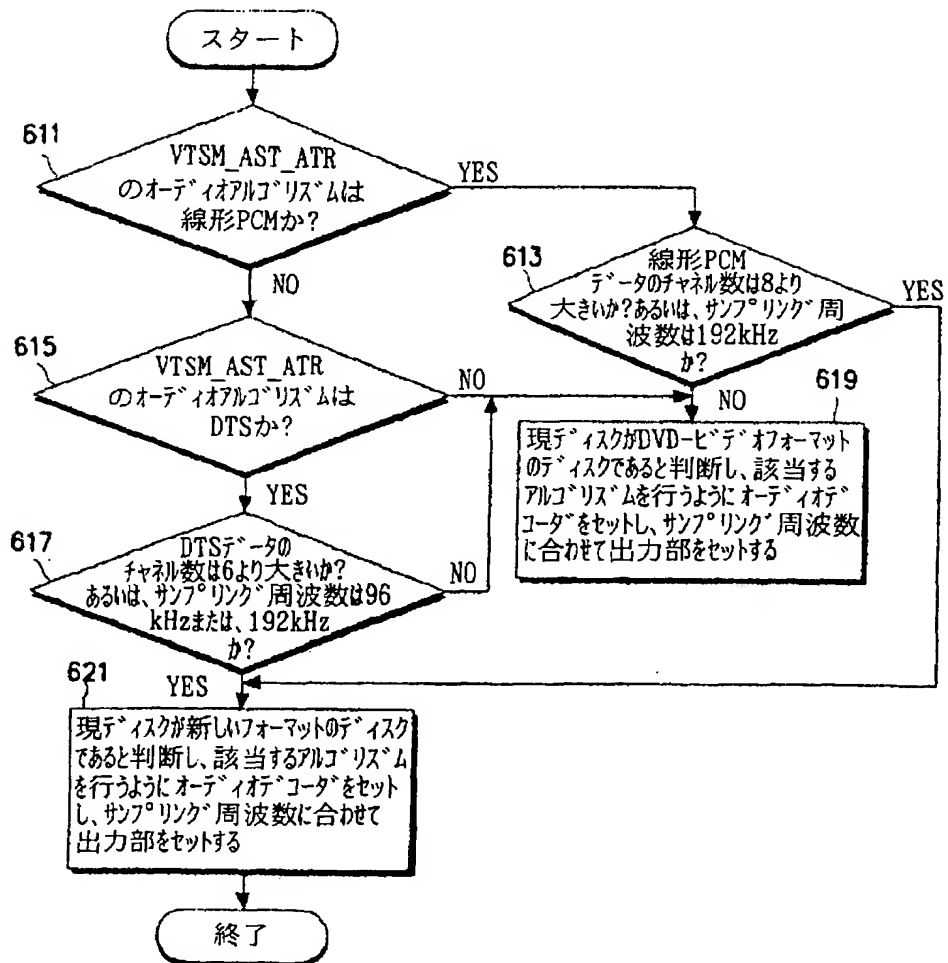 スタート
611
VTSM_AST_ATR
のオーディオアルゴリズムは
線形PCMか?
YES
NO
613
線形PCM
データのチャネル数は8より
大きいか?あるいは、サンプリング周
波数は192kHz
か?
YES
NO
615
VTSM_AST_ATR
のオーディオアルゴリズムは
DTSか?
NO
YES
619
現ディスクがDVD-ビデオフォーマット
のディスクであると判断し、該当する
アルゴリズムを行うようにオーディオデ
コーダをセットし、サンプリング周波数
に合わせて出力部をセットする
617
DTSデータの
チャネル数は6より大きいか?
あるいは、サンプリング周波数は96
kHzまたは、192kHz
か?
NO
YES
621
現ディスクが新しいフォーマットのディスク
であると判断し、該当するアルゴリズム
を行うようにオーディオデコーダをセット
し、サンプリング周波数に合わせて
出力部をセットする
終了